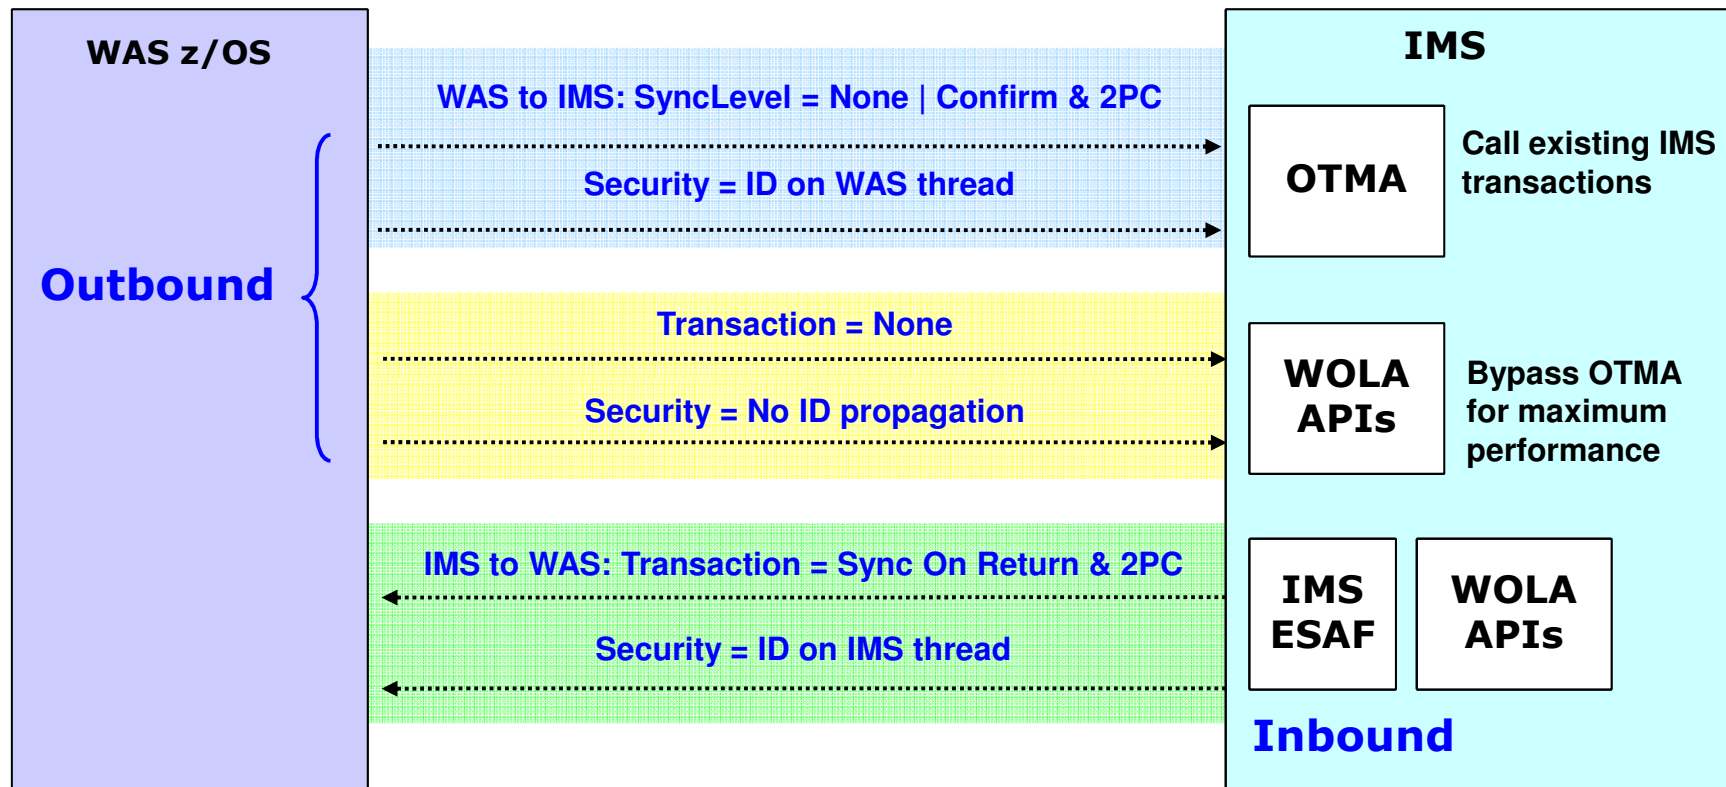 WAS z/OS
IMS
WAS to IMS: SyncLevel = None | Confirm & 2PC
Security = ID on WAS thread
OTMA
Call existing IMS
transactions
Outbound
Transaction = None
Security = No ID propagation
WOLA
APIs
Bypass OTMA
for maximum
performance
IMS to WAS: Transaction = Sync On Return & 2PC
Security = ID on IMS thread
IMS
ESAF
WOLA
APIs
Inbound